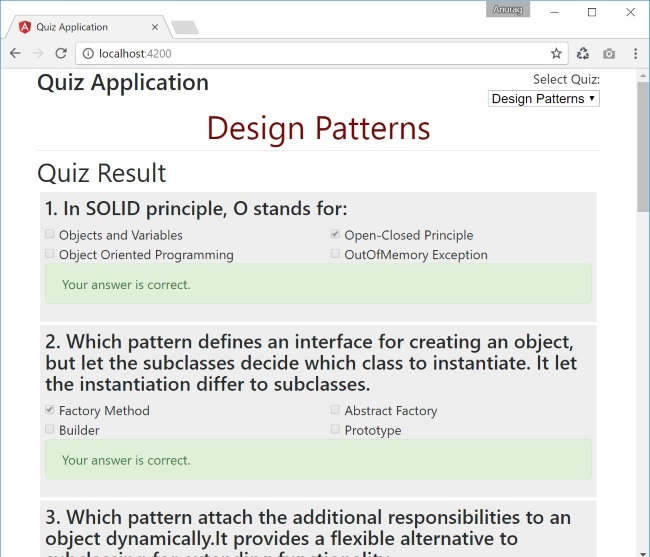 Anurag
Quiz Application
localhost:4200
Quiz Application
Select Quiz:
Design Patterns
Design Patterns
Quiz Result
1. In SOLID principle, O stands for:
Objects and Variables
Open-Closed Principle
Object Oriented Programming
OutOfMemory Exception
Your answer is correct.
2. Which pattern defines an interface for creating an object,
but let the subclasses decide which class to instantiate. It let
the instantiation differ to subclasses.
Factory Method
Abstract Factory
Builder
Prototype
Your answer is correct.
3. Which pattern attach the additional responsibilities to an
object dynamically.It provides a flexible alternative to
subclassing for extending functionality.